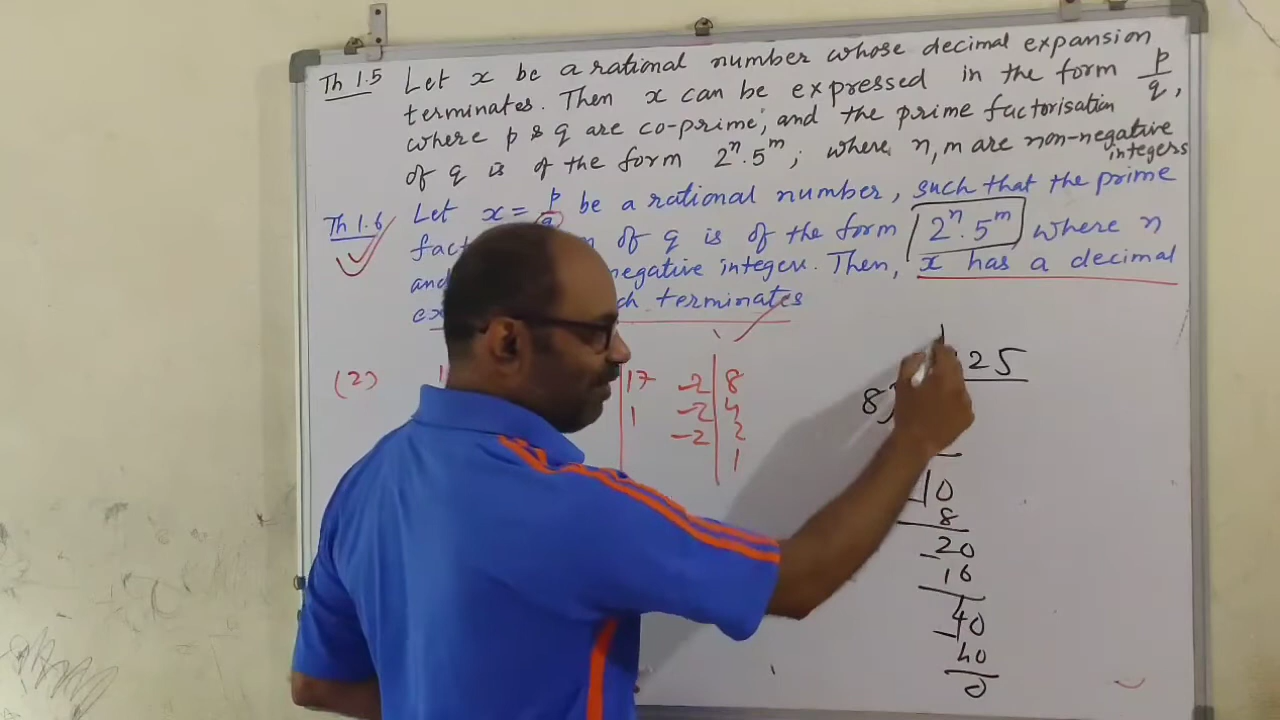 Th 1.5 Let x be a rational number whose decimal expansion
terminates. Then x can be expressed in the form p/q,
where p & q are co-prime, and the prime factorisation
of q is of the form 2^n. 5^m; where n, m are non-negative
integers
Th 1.6 Let x = p/q be a rational number, such that the prime
of q is of the form 2^n. 5^m where n
and negative integers. Then, x has a decimal
terminates
(2) 17 -2 8
1 -2 4
-2 2
1
25
8)
10
8
-20
16
-40
40
0